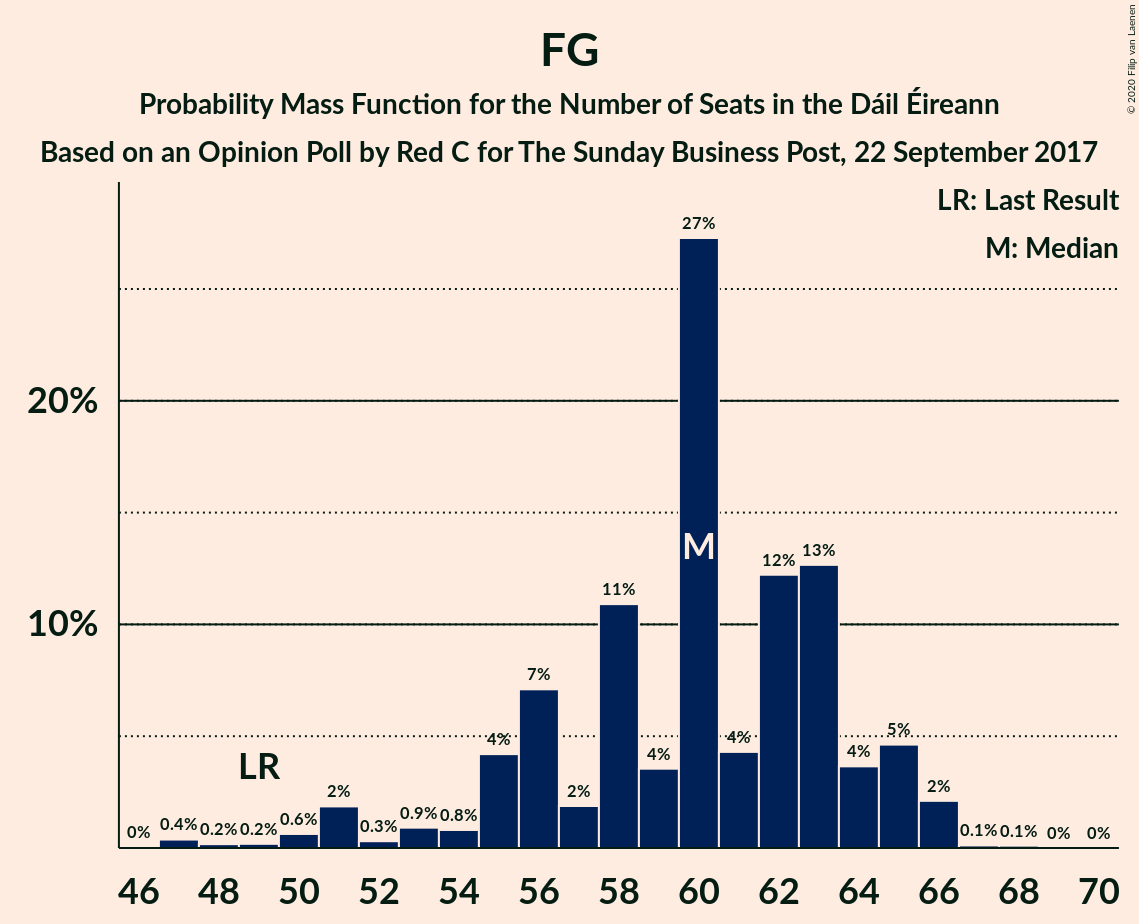 FG
Probability Mass Function for the Number of Seats in the Dáil Éireann
Based on an Opinion Poll by Red C for The Sunday Business Post, 22 September 2017
© 2020 Filip van Laenen
LR: Last Result
M: Median
20%
10%
0% 0.4% 0.2% 0.2% 0.6% 2% 0.3% 0.9% 0.8% 4% 7% 2% 11% 4% 27% 4% 12% 13% 4% 5% 2% 0.1% 0.1% 0% 0%
LR
M
46 48 50 52 54 56 58 60 62 64 66 68 70